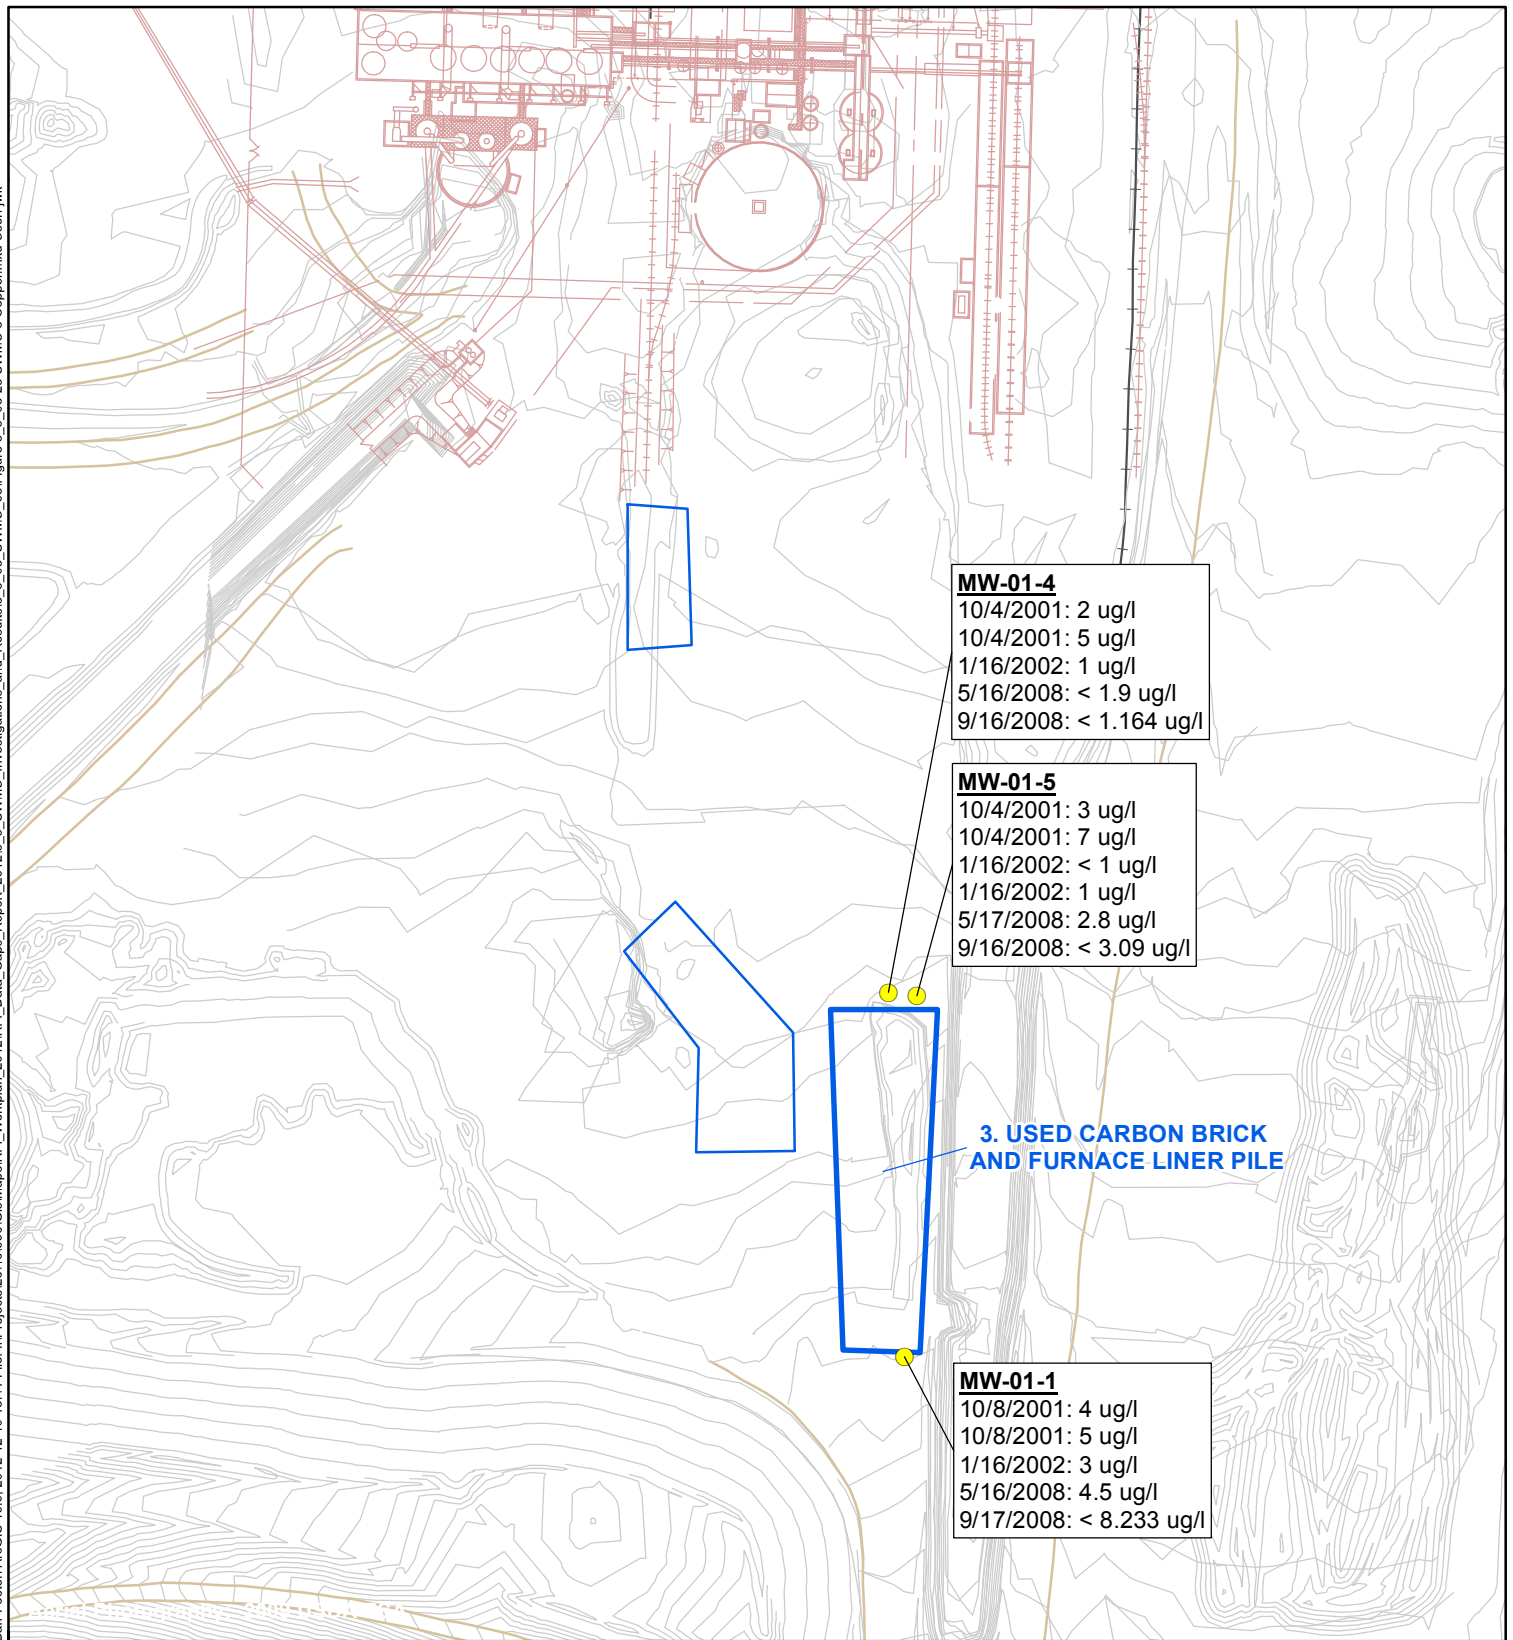 MW-01-4
10/4/2001: 2 ug/l
10/4/2001: 5 ug/l
1/16/2002: 1 ug/l
5/16/2008: < 1.9 ug/l
9/16/2008: < 1.164 ug/l
MW-01-5
10/4/2001: 3 ug/l
10/4/2001: 7 ug/l
1/16/2002: < 1 ug/l
1/16/2002: 1 ug/l
5/17/2008: 2.8 ug/l
9/16/2008: < 3.09 ug/l
3. USED CARBON BRICK
AND FURNACE LINER PILE
MW-01-1
10/8/2001: 4 ug/l
10/8/2001: 5 ug/l
1/16/2002: 3 ug/l
5/16/2008: 4.5 ug/l
9/17/2008: < 8.233 ug/l